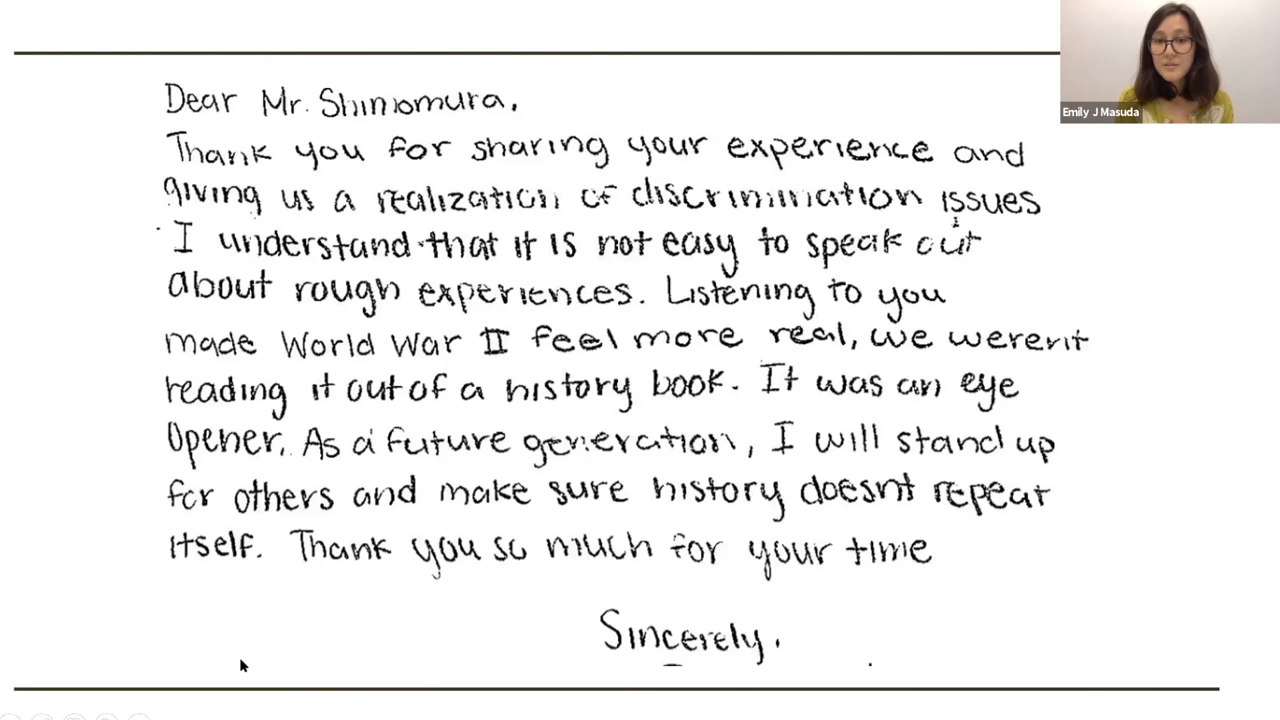 Dear Mr. Shimomura,
Thank you for sharing your experience and
giving us a realization of discrimination issues
I understand that it is not easy to speak out
about rough experiences. Listening to you
made World War II feel more real, we weren't
reading it out of a history book. It was an eye
Opener. As a future generation, I will stand up
for others and make sure history doesnt repeat
itself. Thank you so much for your time
Sincerely,
Emily J Masuda